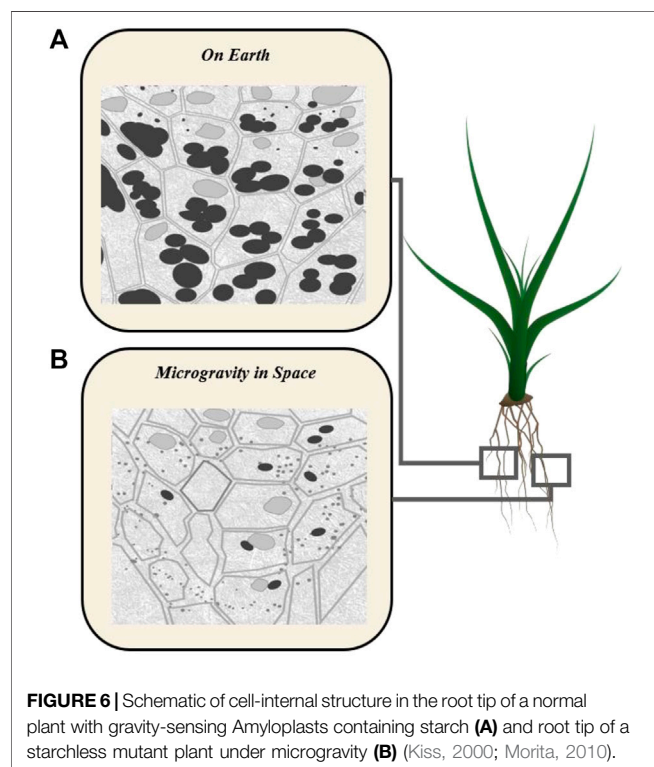 A
On Earth
B
Microgravity in Space
FIGURE 6 | Schematic of cell-internal structure in the root tip of a normal
plant with gravity-sensing Amyloplasts containing starch (A) and root tip of a
starchless mutant plant under microgravity (B) (Kiss, 2000; Morita, 2010).